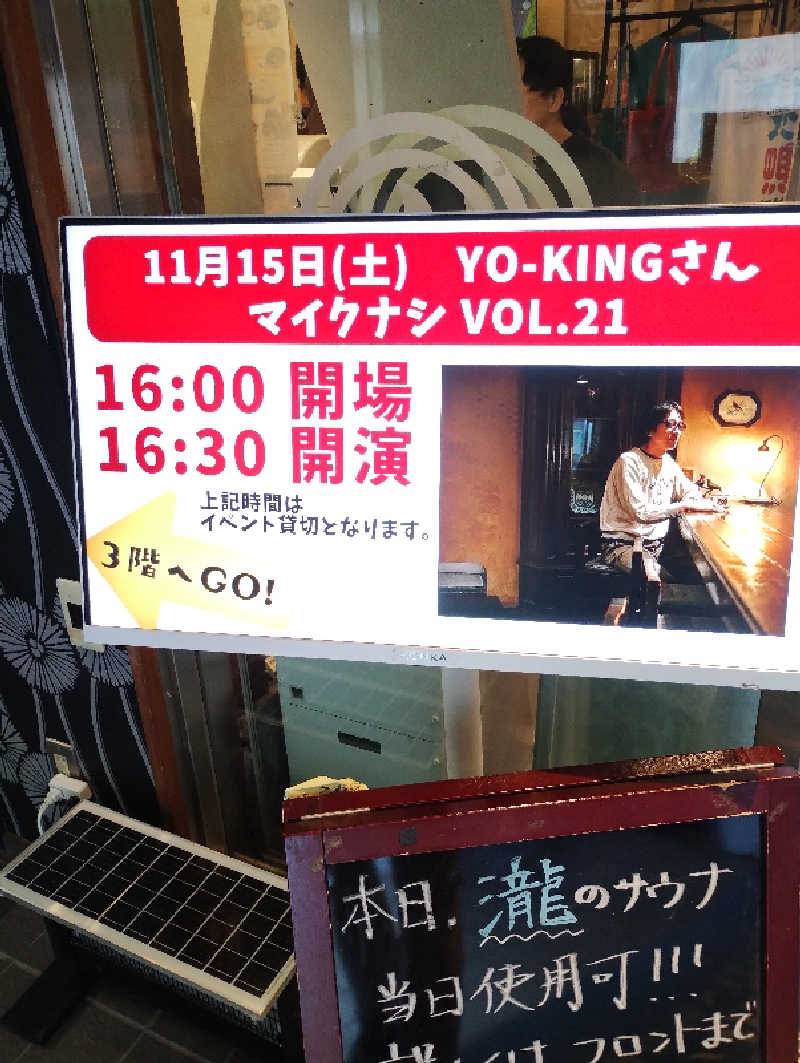 11月15日(土) YO-KINGさん
マイクナシ VOL.21
16:00 開場
16:30 開演
上記時間は
イベント貸切となります。
3階へGO!
本日、瀧のサウナ
当日使用可!!!
フロントまで